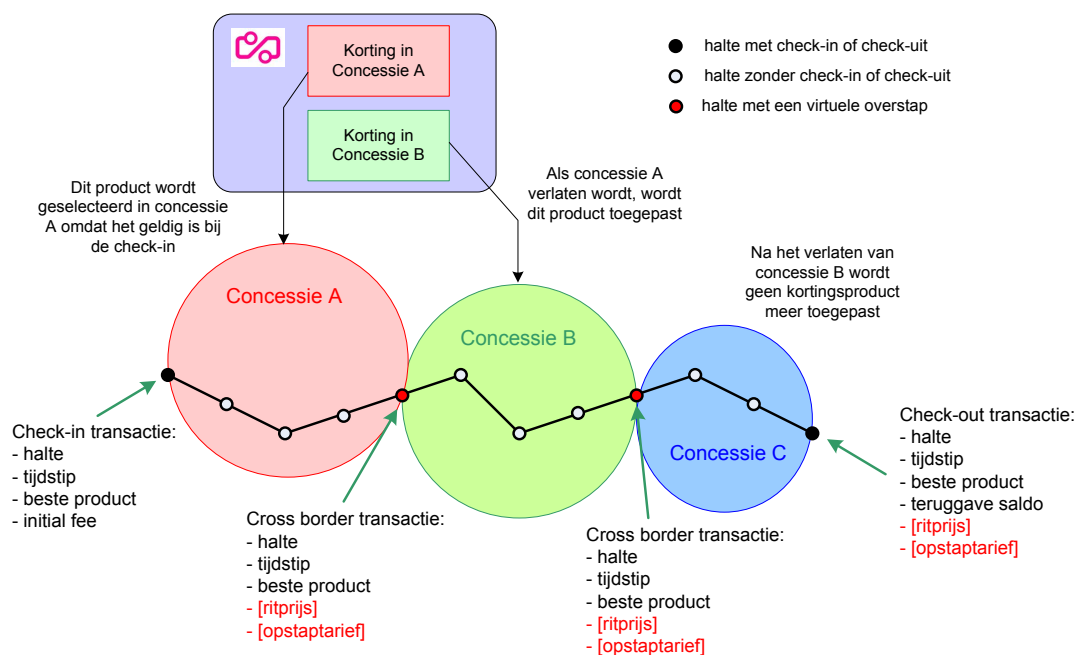 Korting in
Concessie A
Korting in
Concessie B
halte met check-in of check-uit
halte zonder check-in of check-uit
halte met een virtuele overstap
Dit product wordt
geselecteerd in concessie
A omdat het geldig is bij
de check-in
Als concessie A
verlaten wordt, wordt
dit product toegepast
Na het verlaten van
concessie B wordt
geen kortingsproduct
meer toegepast
Concessie A
Concessie B
Concessie C
Check-in transactie:
- halte
- tijdstip
- beste product
- initial fee
Cross border transactie:
- halte
- tijdstip
- beste product
- [ritprijs]
- [opstaptarief]
Cross border transactie:
- halte
- tijdstip
- beste product
- [ritprijs]
- [opstaptarief]
Check-out transactie:
- halte
- tijdstip
- beste product
- teruggave saldo
- [ritprijs]
- [opstaptarief]